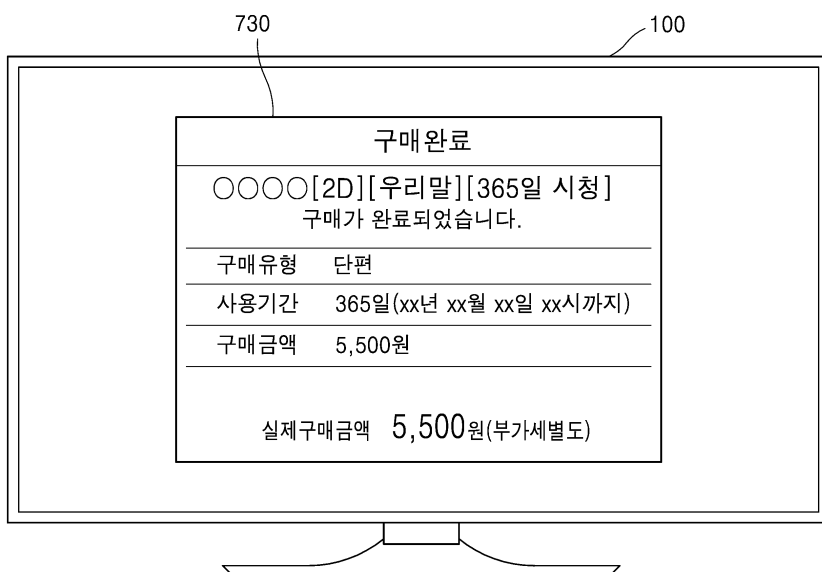 730
100
구매완료
○○○○[2D][우리말][365일 시청]
구매가 완료되었습니다.
구매유형 단편
사용기간 365일(xx년 xx월 xx일 xx시까지)
구매금액 5,500원
실제구매금액 5,500원(부가세별도)